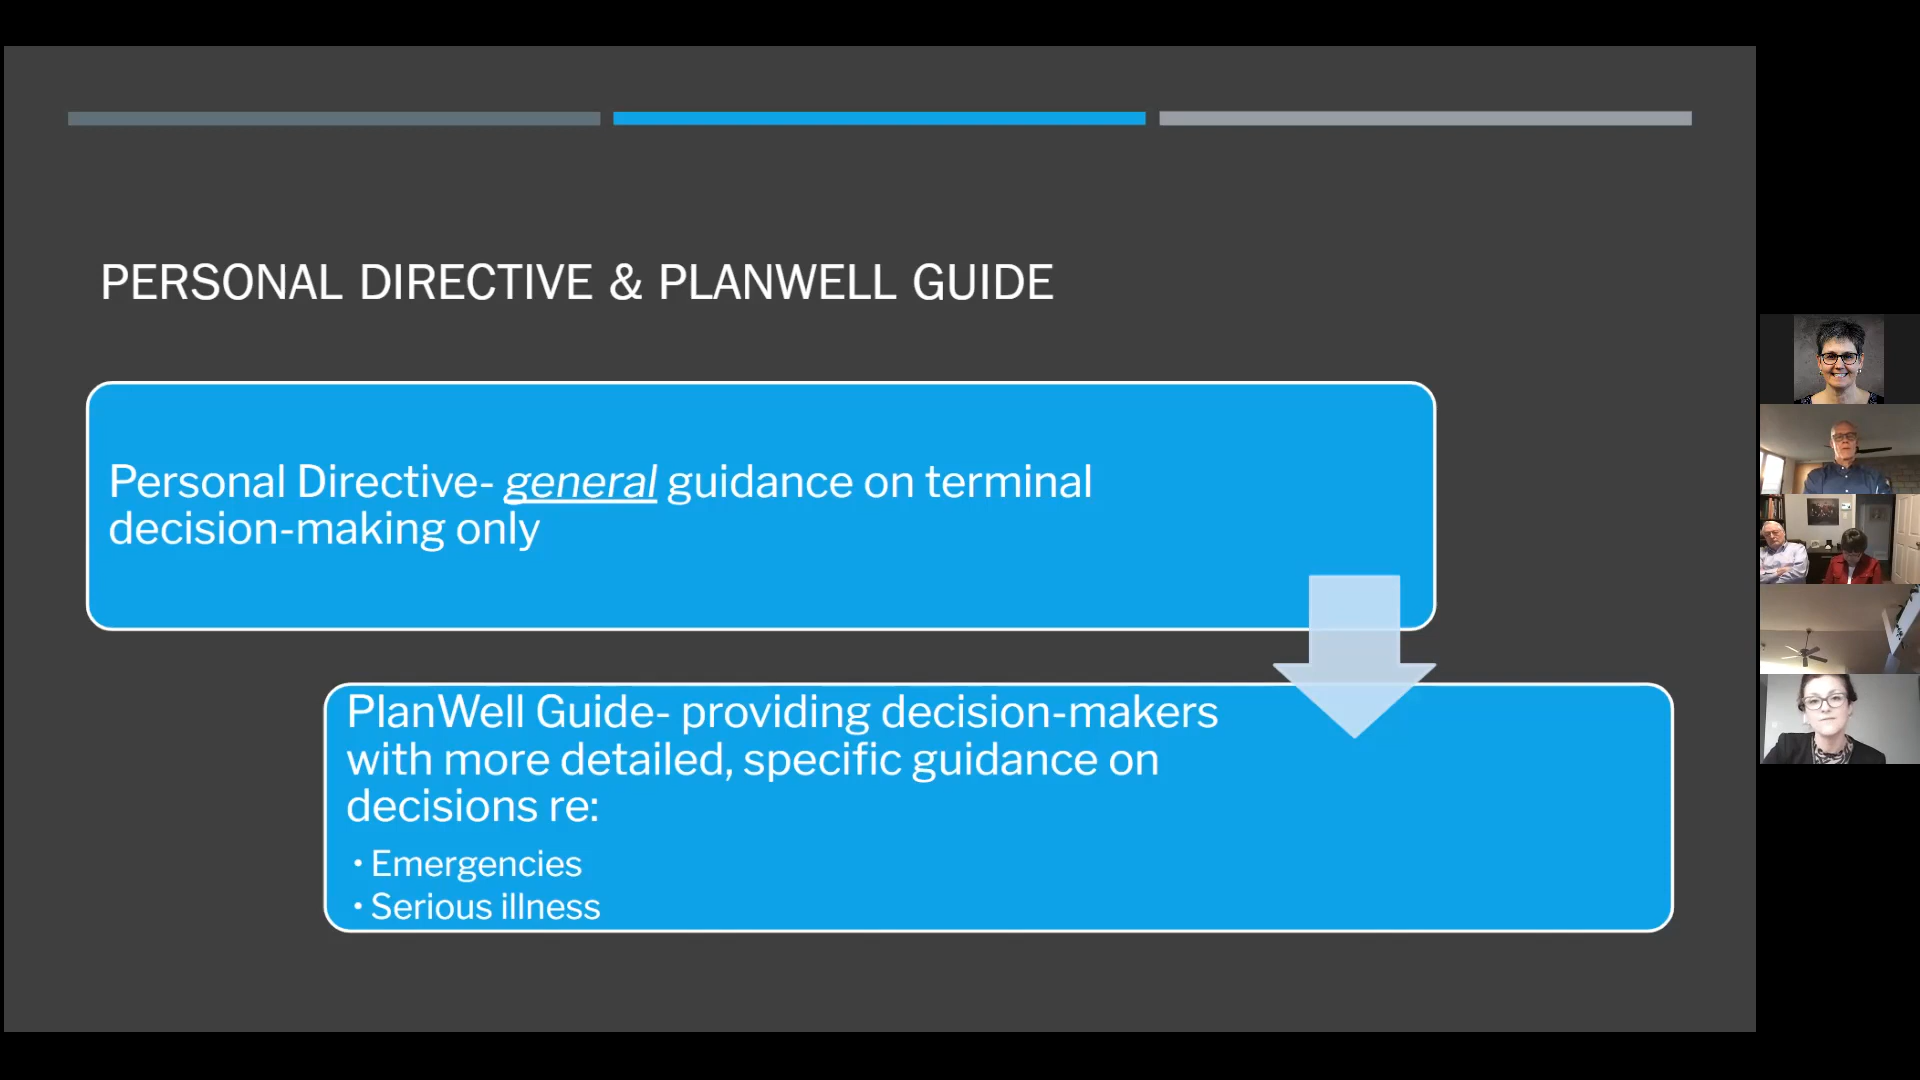 PERSONAL DIRECTIVE & PLANWELL GUIDE
Personal Directive- general guidance on terminal
decision-making only
PlanWell Guide- providing decision-makers
with more detailed, specific guidance on
decisions re:
• Emergencies
• Serious illness